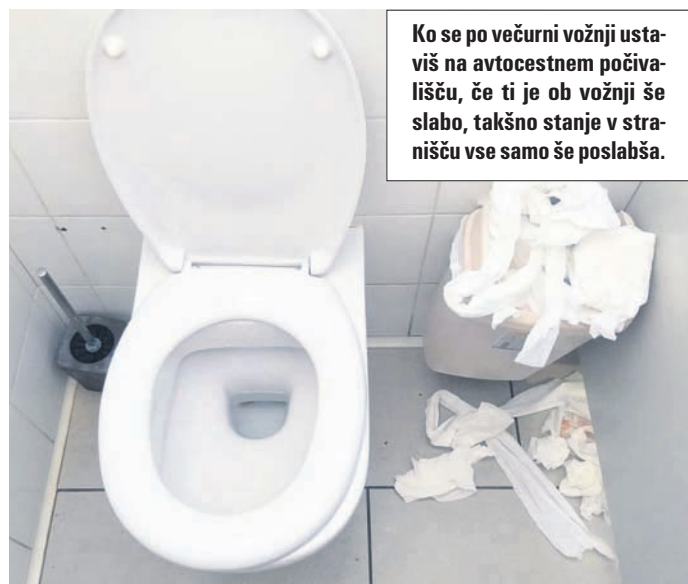 Ko se po večurni vožnji usta-
viš na avtocestnem počiva-
lišču, če ti je ob vožnji še
slabo, takšno stanje v stra-
nišču vse samo še poslabša.